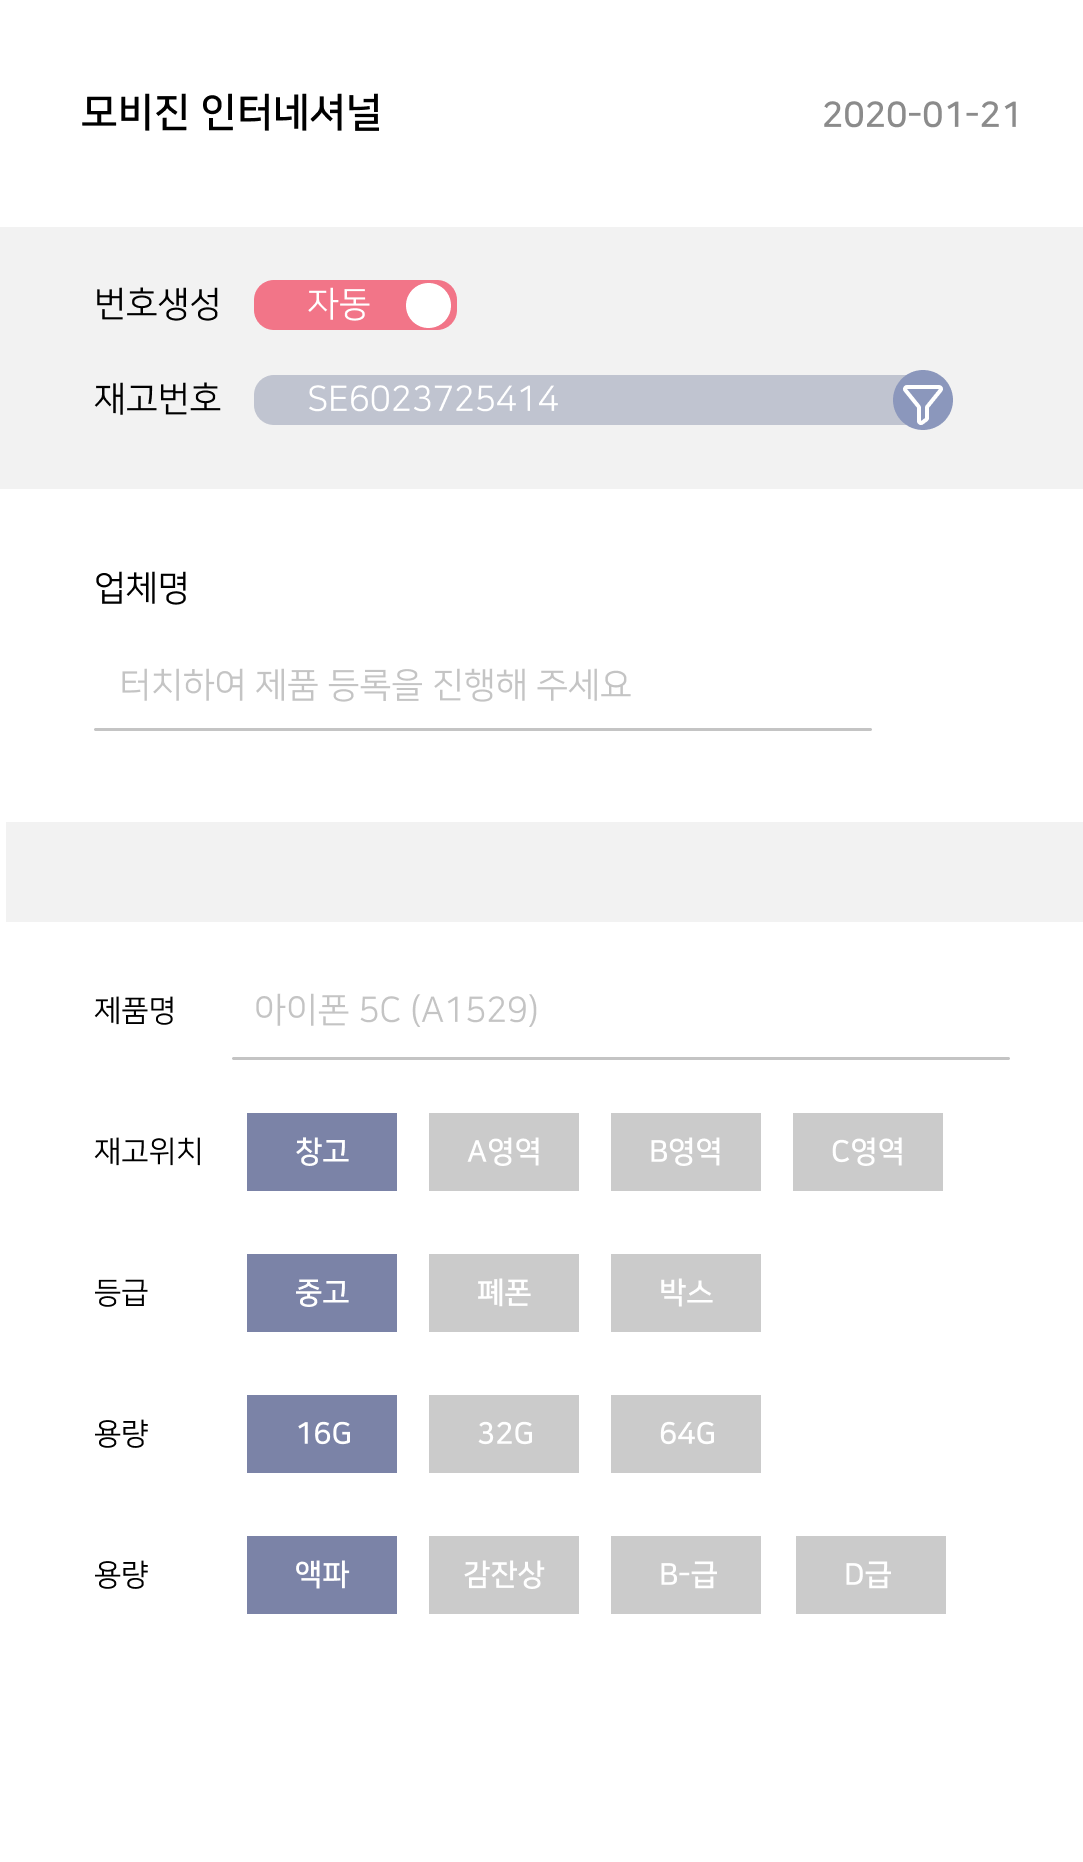 모비진 인터네셔널 2020-01-21
번호생성 자동
재고번호 SE6023725414
업체명
터치하여 제품 등록을 진행해 주세요
제품명 아이폰 5C (A1529)
재고위치 창고 A영역 B영역 C영역
등급 중고 폐폰 박스
용량 16G 32G 64G
용량 액파 감잔상 B-급 D급